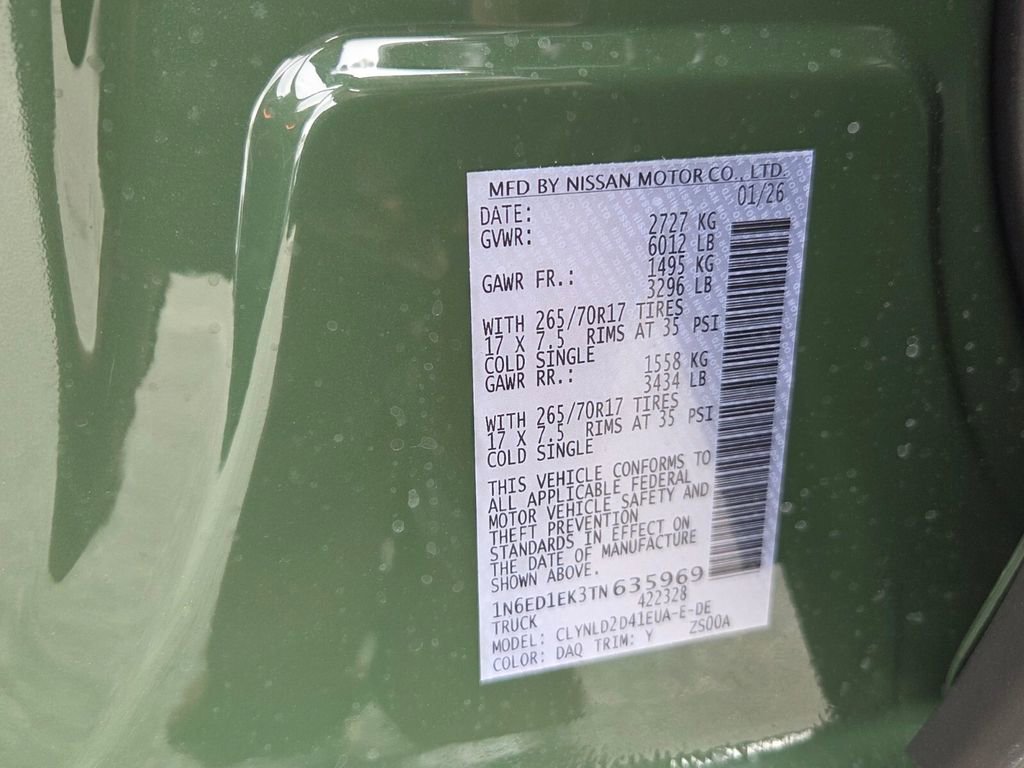 MFD BY NISSAN MOTOR CO., LTD
DATE: 01/26
GVWR: 2727 KG
6012 LB
GAWR FR.: 1495 KG
3296 LB
WITH 265/70R17 TIRES
17 X 7.5 RIMS AT 35 PSI
COLD SINGLE
GAWR RR.: 1558 KG
3434 LB
WITH 265/70R17 TIRES
17 X 7.5 RIMS AT 35 PSI
COLD SINGLE
THIS VEHICLE CONFORMS TO
ALL APPLICABLE FEDERAL
MOTOR VEHICLE SAFETY AND
THEFT PREVENTION
STANDARDS IN EFFECT ON
THE DATE OF MANUFACTURE
SHOWN ABOVE.
1N6ED1EK3TN635969
TRUCK 422328
MODEL: CLYNLD2D41EUA-E-DE
COLOR: DAQ TRIM: Y ZS00A